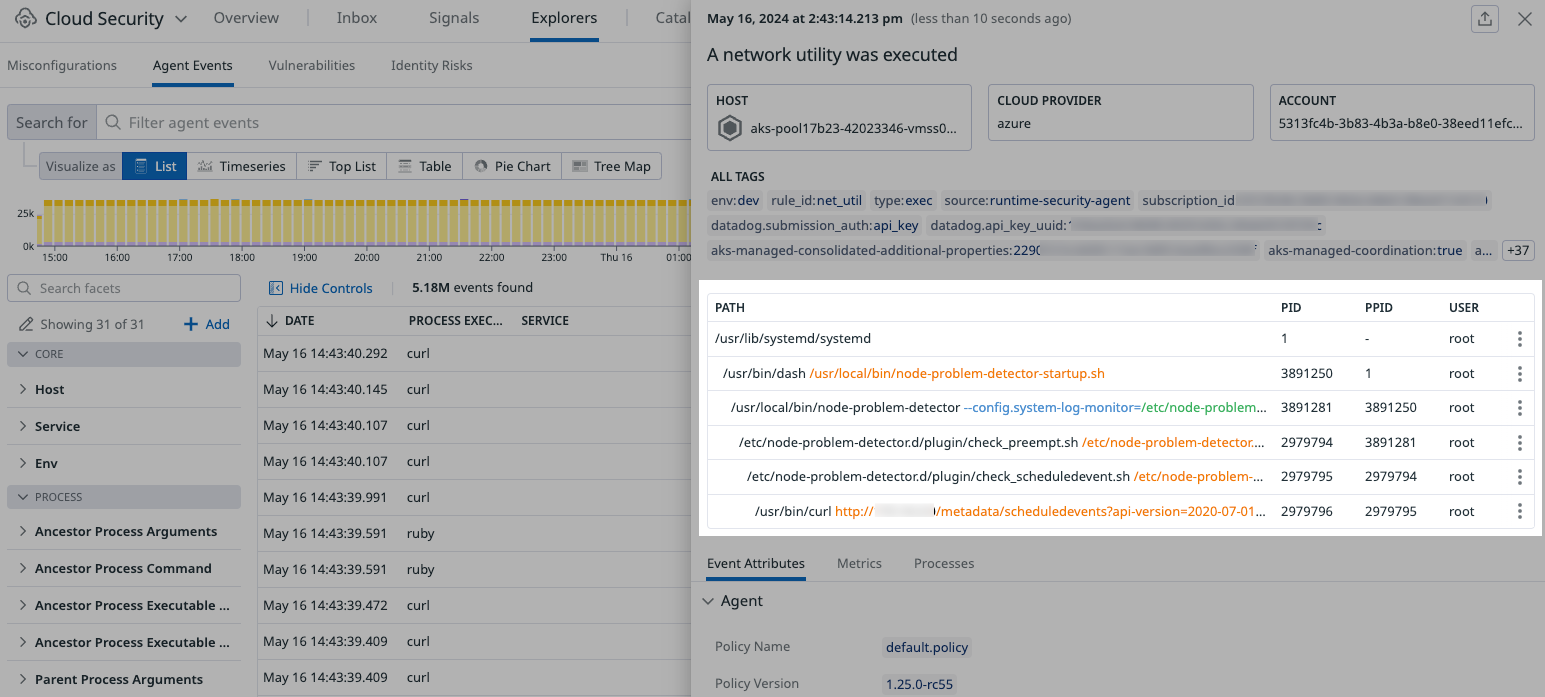 Cloud Security Overview Inbox Signals Explorers Catal
Misconfigurations Agent Events Vulnerabilities Identity Risks
Search for Filter agent events
Visualize as List Timeseries Top List Table Pie Chart Tree Map
25k
0k
15:00 16:00 17:00 18:00 19:00 20:00 21:00 22:00 23:00 Thu 16 01:00
Search facets
Hide Controls 5.18M events found
Showing 31 of 31 Add
DATE PROCESS EXEC... SERVICE
CORE
Host
Service
Env
PROCESS
Ancestor Process Arguments
Ancestor Process Command
Ancestor Process Executable ...
Ancestor Process Executable ...
Parent Process Arguments
May 16 14:43:40.292 curl
May 16 14:43:40.145 curl
May 16 14:43:40.107 curl
May 16 14:43:40.107 curl
May 16 14:43:39.991 curl
May 16 14:43:39.591 ruby
May 16 14:43:39.591 ruby
May 16 14:43:39.472 curl
May 16 14:43:39.409 curl
May 16 14:43:39.409 curl
May 16, 2024 at 2:43:14.213 pm (less than 10 seconds ago)
A network utility was executed
HOST
aks-pool17b23-42023346-vmss0...
CLOUD PROVIDER
azure
ACCOUNT
5313fc4b-3b83-4b3a-b8e0-38eed11efc...
ALL TAGS
env:dev rule_id:net_util type:exec source:runtime-security-agent subscription_id
datadog.submission_auth:api_key datadog.api_key_uuid:
aks-managed-consolidated-additional-properties:2290 aks-managed-coordination:true a... +37
PATH PID PPID USER
/usr/lib/systemd/systemd 1 - root
/usr/bin/dash /usr/local/bin/node-problem-detector-startup.sh 3891250 1 root
/usr/local/bin/node-problem-detector --config.system-log-monitor=/etc/node-problem... 3891281 3891250 root
/etc/node-problem-detector.d/plugin/check_preempt.sh /etc/node-problem-detector.... 2979794 3891281 root
/etc/node-problem-detector.d/plugin/check_scheduledevent.sh /etc/node-problem-... 2979795 2979794 root
/usr/bin/curl http:// /metadata/scheduledevents?api-version=2020-07-01... 2979796 2979795 root
Event Attributes Metrics Processes
Agent
Policy Name default.policy
Policy Version 1.25.0-rc55